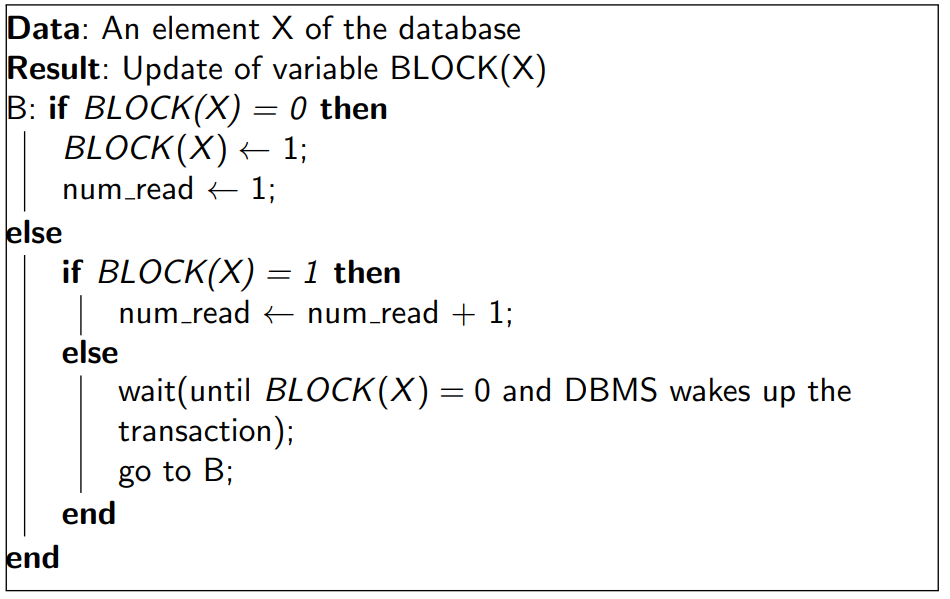 Data: An element X of the database
Result: Update of variable BLOCK(X)
B: if BLOCK(X) = 0 then
BLOCK(X) ← 1;
num_read ← 1;
else
if BLOCK(X) = 1 then
num_read ← num_read + 1;
else
wait(until BLOCK(X) = 0 and DBMS wakes up the
transaction);
go to B;
end
end